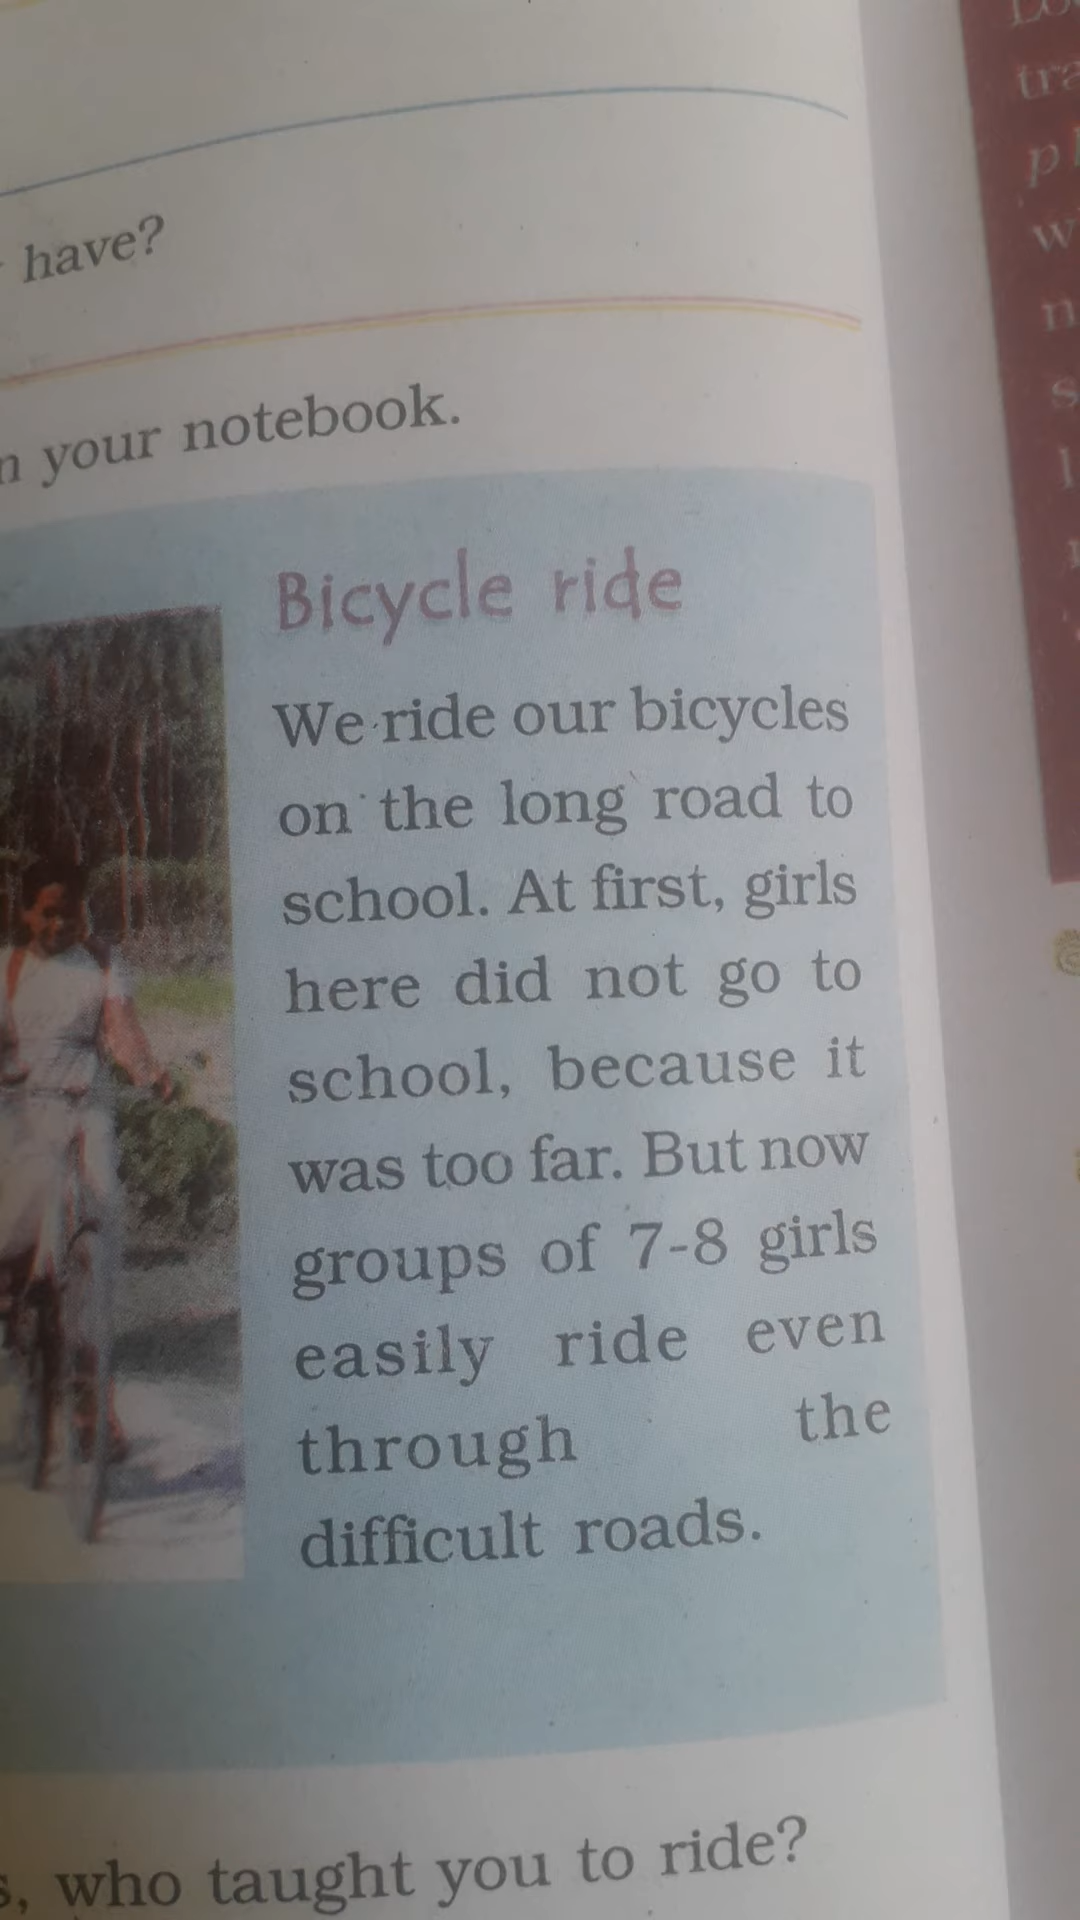 have?
your notebook.
Bicycle ride
We ride our bicycles
on the long road to
school. At first, girls
here did not go to
school, because it
was too far. But now
groups of 7-8 girls
easily ride even
through the
difficult roads.
who taught you to ride?